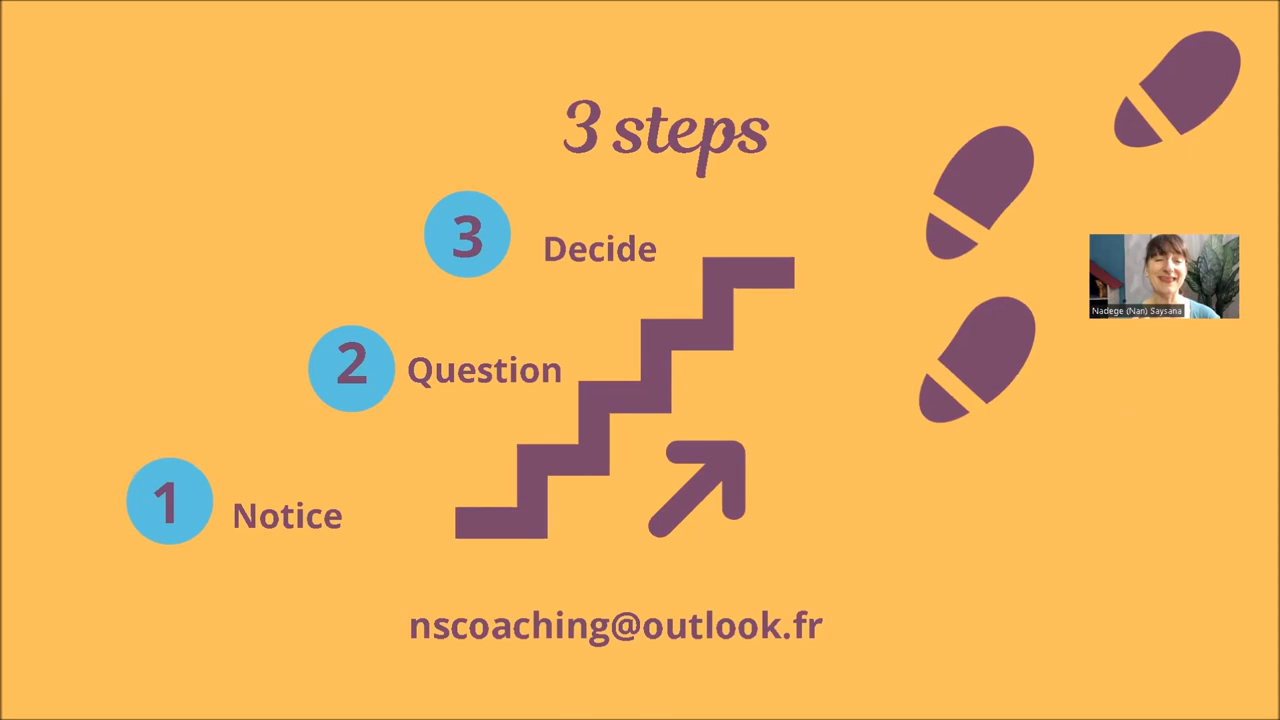 3 steps
3 Decide
2 Question
1 Notice
Nadege (Nan) Saysana
nscoaching@outlook.fr